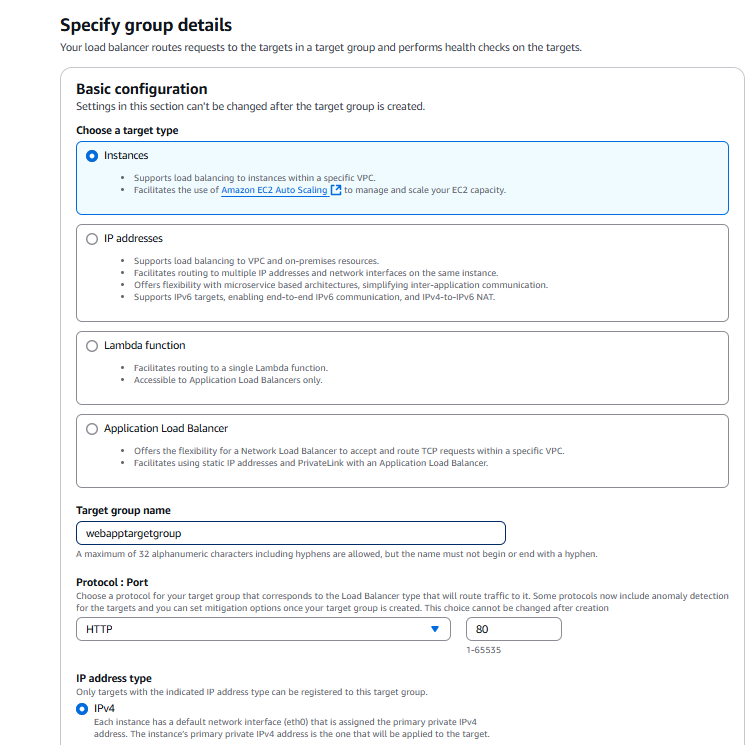 Specify group details
Your load balancer routes requests to the targets in a target group and performs health checks on the targets.
Basic configuration
Settings in this section can't be changed after the target group is created.
Choose a target type
Instances
Supports load balancing to instances within a specific VPC.
Facilitates the use of Amazon EC2 Auto Scaling to manage and scale your EC2 capacity.
IP addresses
Supports load balancing to VPC and on-premises resources.
Facilitates routing to multiple IP addresses and network interfaces on the same instance.
Offers flexibility with microservice based architectures, simplifying inter-application communication.
Supports IPv6 targets, enabling end-to-end IPv6 communication, and IPv4-to-IPv6 NAT.
Lambda function
Facilitates routing to a single Lambda function.
Accessible to Application Load Balancers only.
Application Load Balancer
Offers the flexibility for a Network Load Balancer to accept and route TCP requests within a specific VPC.
Facilitates using static IP addresses and PrivateLink with an Application Load Balancer.
Target group name
webapptargetgroup
A maximum of 32 alphanumeric characters including hyphens are allowed, but the name must not begin or end with a hyphen.
Protocol : Port
Choose a protocol for your target group that corresponds to the Load Balancer type that will route traffic to it. Some protocols now include anomaly detection
for the targets and you can set mitigation options once your target group is created. This choice cannot be changed after creation
HTTP 80
1-65535
IP address type
Only targets with the indicated IP address type can be registered to this target group.
IPv4
Each instance has a default network interface (eth0) that is assigned the primary private IPv4
address. The instance's primary private IPv4 address is the one that will be applied to the target.